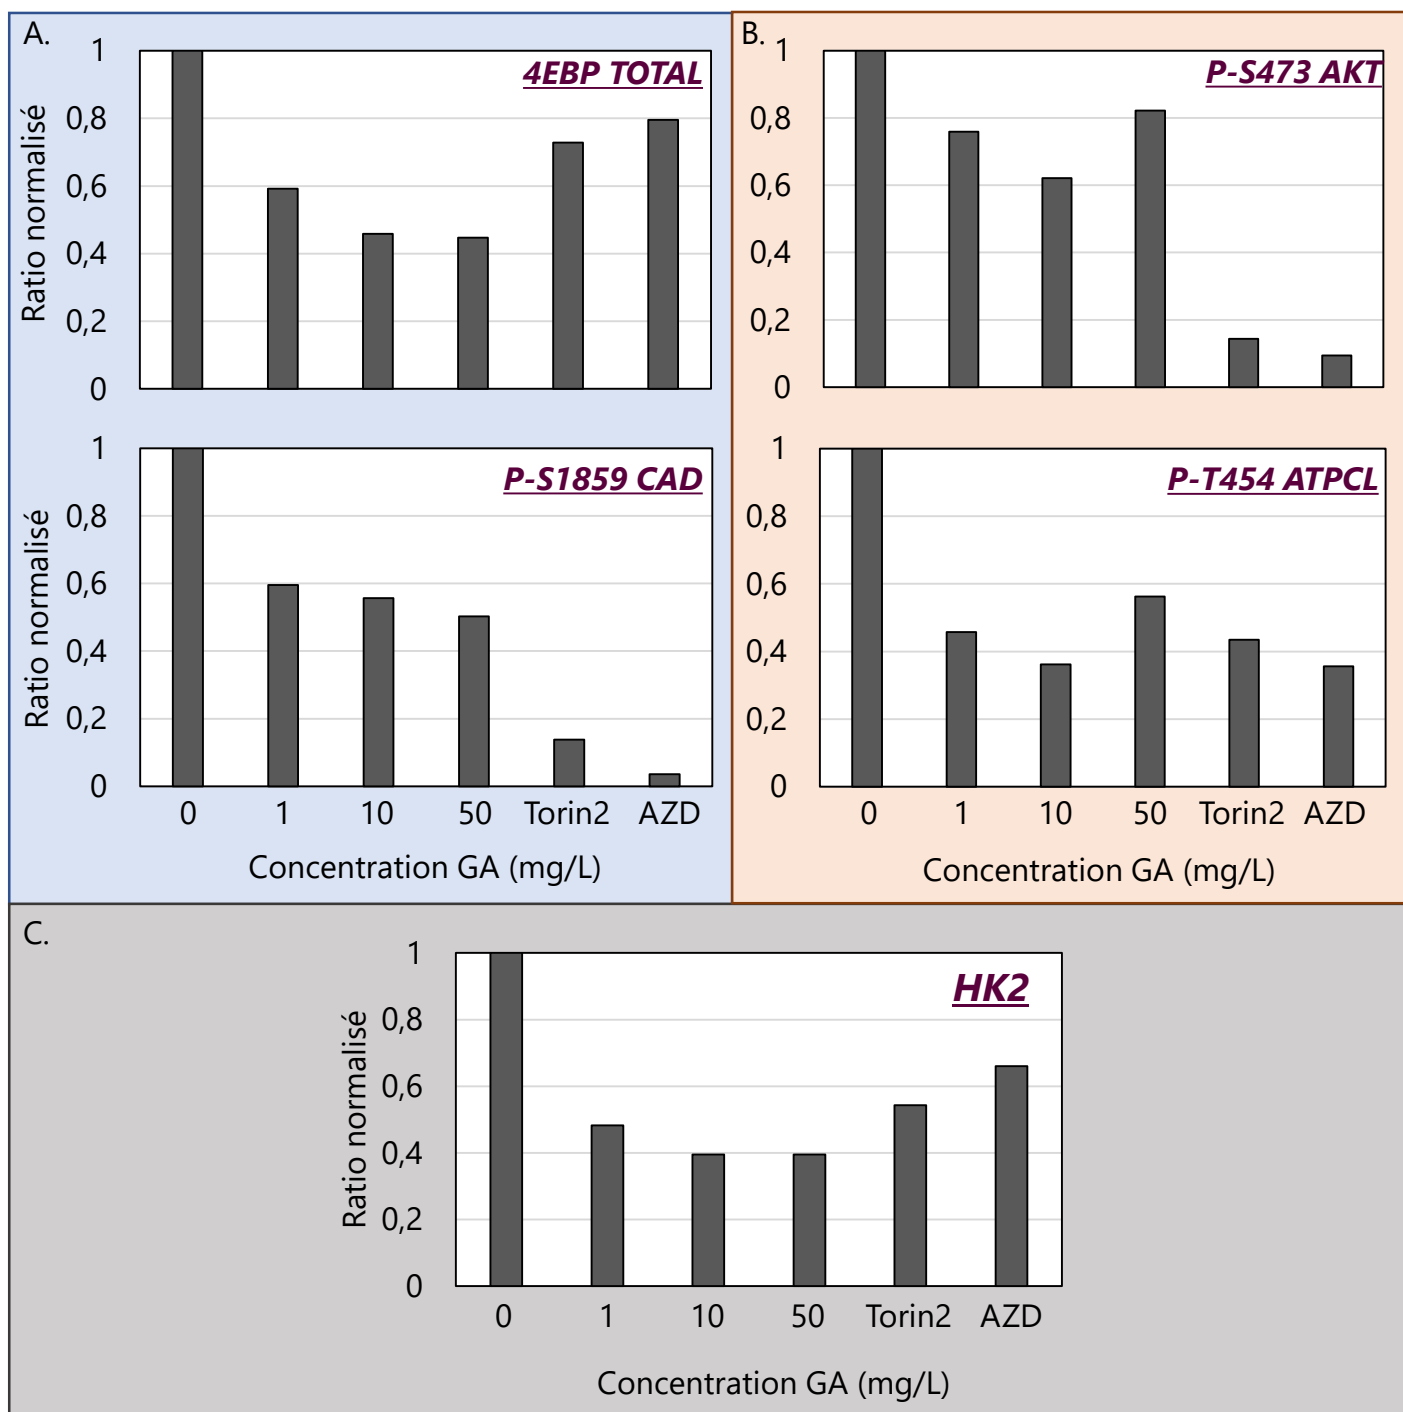 A.
4EBP TOTAL
Ratio normalisé
1
0,8
0,6
0,4
0,2
0
P-S1859 CAD
Ratio normalisé
1
0,8
0,6
0,4
0,2
0
0 1 10 50 Torin2 AZD
Concentration GA (mg/L)
B.
P-S473 AKT
1
0,8
0,6
0,4
0,2
0
P-T454 ATPCL
1
0,8
0,6
0,4
0,2
0
0 1 10 50 Torin2 AZD
Concentration GA (mg/L)
C.
HK2
Ratio normalisé
1
0,8
0,6
0,4
0,2
0
0 1 10 50 Torin2 AZD
Concentration GA (mg/L)